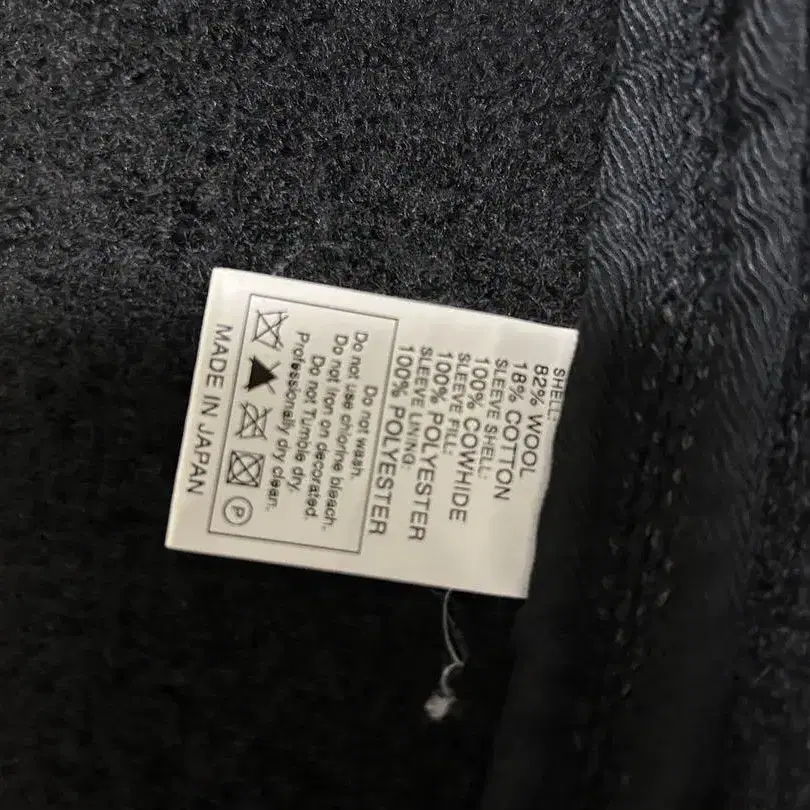 SHELL:
82% WOOL
18% COTTON
SLEEVE SHELL:
100% COWHIDE
SLEEVE FILL:
100% POLYESTER
SLEEVE LINING:
100% POLYESTER
Do not wash.
Do not use chlorine bleach.
Do not Iron on decorated.
Do not Tumble dry.
Professionally dry clean.
P
MADE IN JAPAN